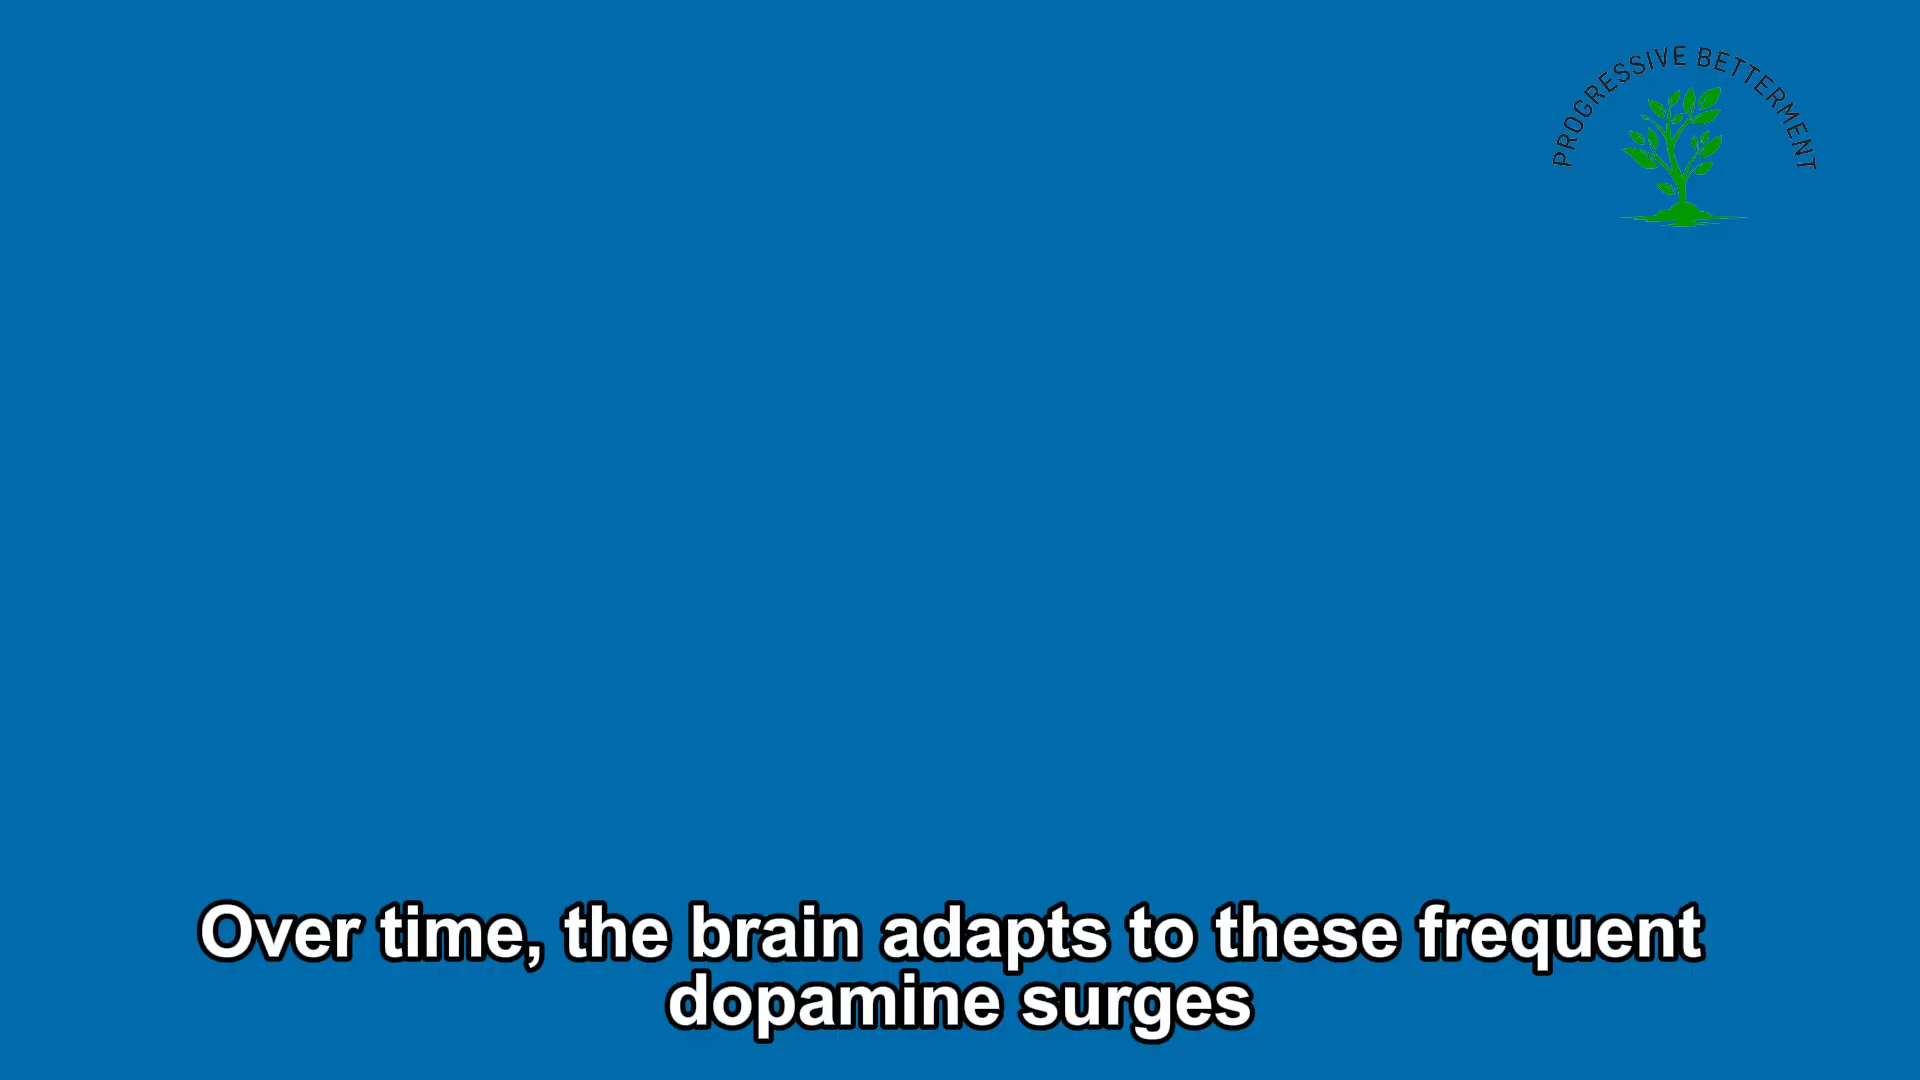 PROGRESSIVE BETTERMENT
Over time, the brain adapts to these frequent
dopamine surges